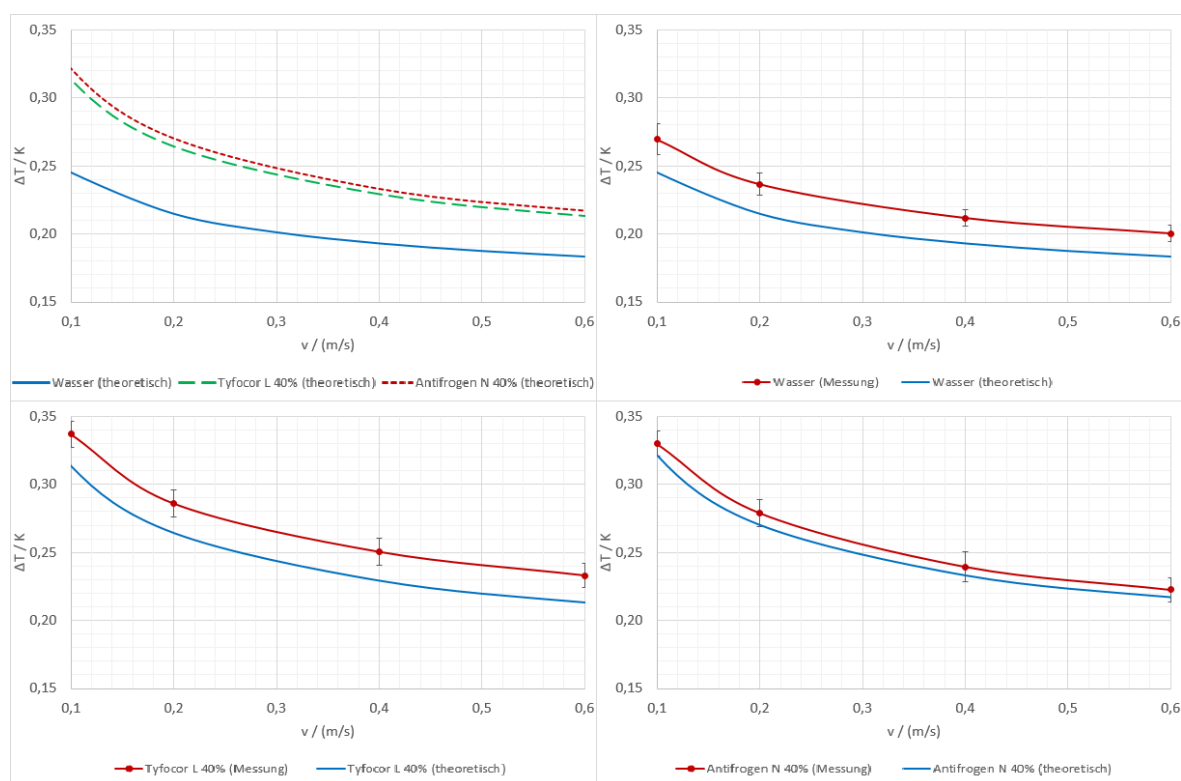 0,35
0,30
0,25
0,20
0,15
ΔT / K
0,1 0,2 0,3 0,4 0,5 0,6
v / (m/s)
Wasser (theoretisch) Tyfocor L 40% (theoretisch) Antifrogen N 40% (theoretisch)
0,35
0,30
0,25
0,20
0,15
ΔT / K
0,1 0,2 0,3 0,4 0,5 0,6
v / (m/s)
Wasser (Messung) Wasser (theoretisch)
0,35
0,30
0,25
0,20
0,15
ΔT / K
0,1 0,2 0,3 0,4 0,5 0,6
v / (m/s)
Tyfocor L 40% (Messung) Tyfocor L 40% (theoretisch)
0,35
0,30
0,25
0,20
0,15
ΔT / K
0,1 0,2 0,3 0,4 0,5 0,6
v / (m/s)
Antifrogen N 40% (Messung) Antifrogen N 40% (theoretisch)